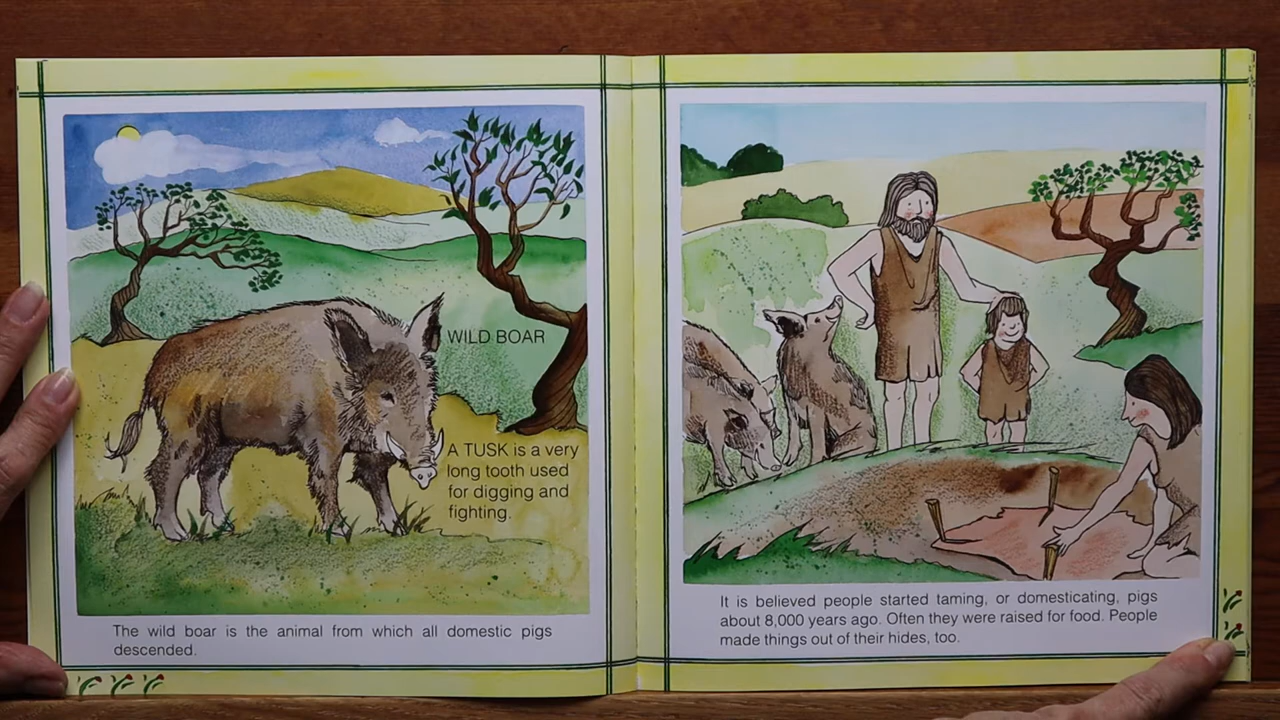 WILD BOAR
A TUSK is a very
long tooth used
for digging and
fighting.
The wild boar is the animal from which all domestic pigs
descended.
It is believed people started taming, or domesticating, pigs
about 8,000 years ago. Often they were raised for food. People
made things out of their hides, too.